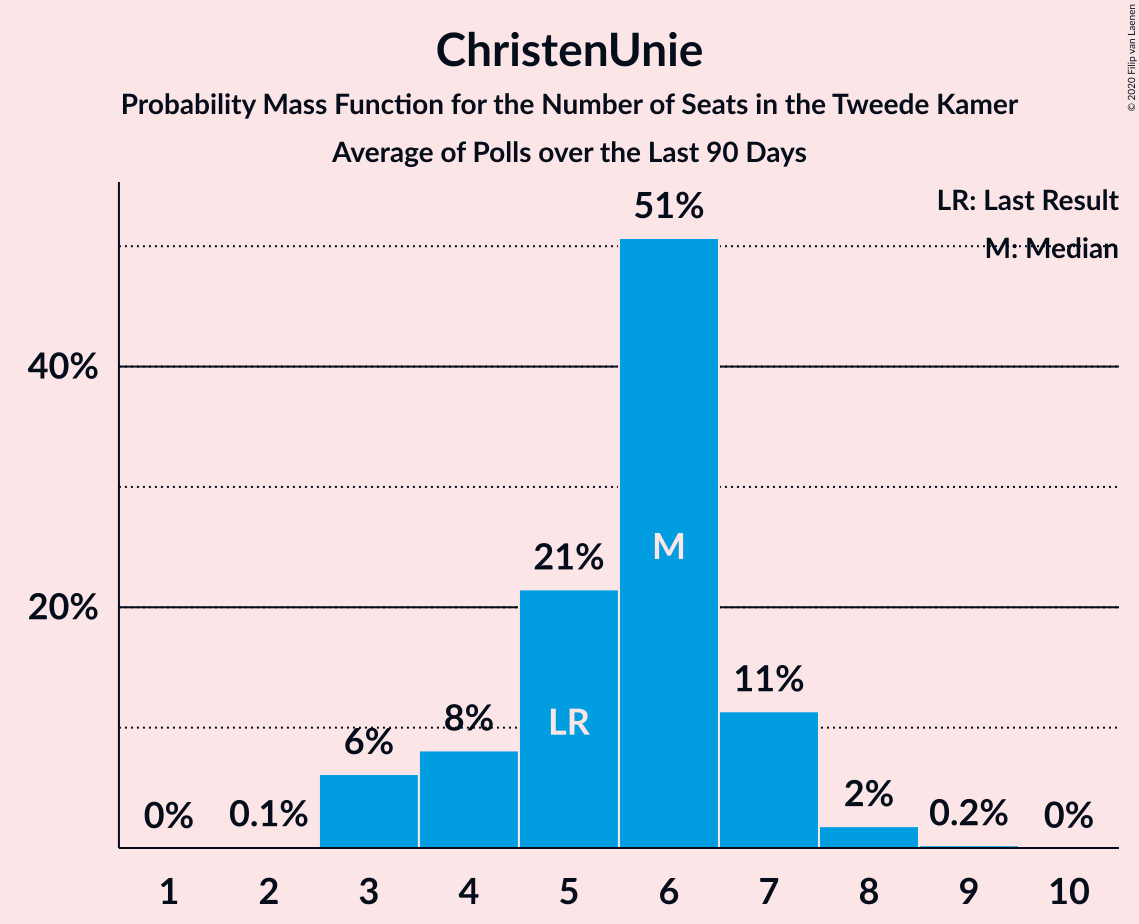 ChristenUnie
Probability Mass Function for the Number of Seats in the Tweede Kamer
Average of Polls over the Last 90 Days
© 2020 Filip van Laenen
LR: Last Result
M: Median
51%
40%
21%
M
20%
11%
8%
LR
6%
2%
0%
0.1%
0.2%
0%
1 2 3 4 5 6 7 8 9 10